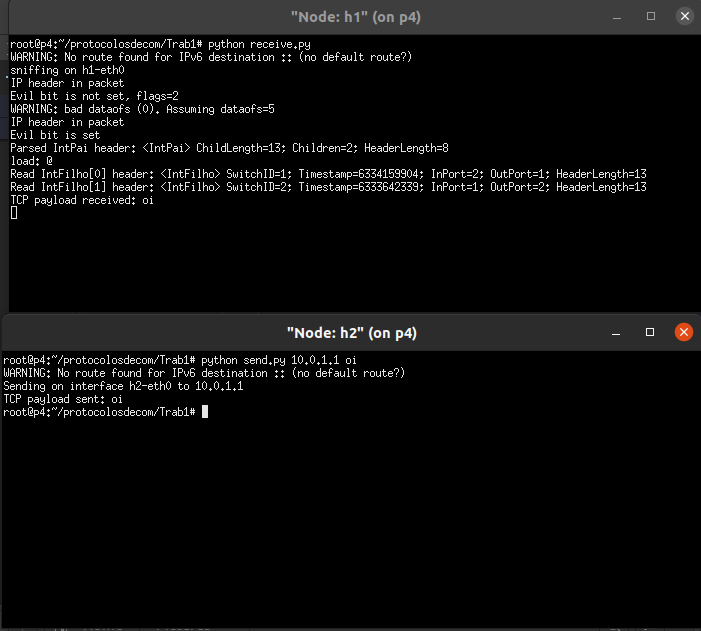 "Node: h1" (on p4)
root@p4:~/protocolosdecom/Trab1# python receive.py
WARNING: No route found for IPv6 destination :: (no default route?)
sniffing on h1-eth0
IP header in packet
Evil bit is not set, flags=2
WARNING: bad dataofs (0). Assuming dataofs=5
IP header in packet
Evil bit is set
Parsed IntPai header: <IntPai> ChildLength=13; Children=2; HeaderLength=8
load: @
Read IntFilho[0] header: <IntFilho> SwitchID=1; Timestamp=6334159904; InPort=2; OutPort=1; HeaderLength=13
Read IntFilho[1] header: <IntFilho> SwitchID=2; Timestamp=6333642339; InPort=1; OutPort=2; HeaderLength=13
TCP payload received: oi
"Node: h2" (on p4)
root@p4:~/protocolosdecom/Trab1# python send.py 10.0.1.1 oi
WARNING: No route found for IPv6 destination :: (no default route?)
Sending on interface h2-eth0 to 10.0.1.1
TCP payload sent: oi
root@p4:~/protocolosdecom/Trab1#